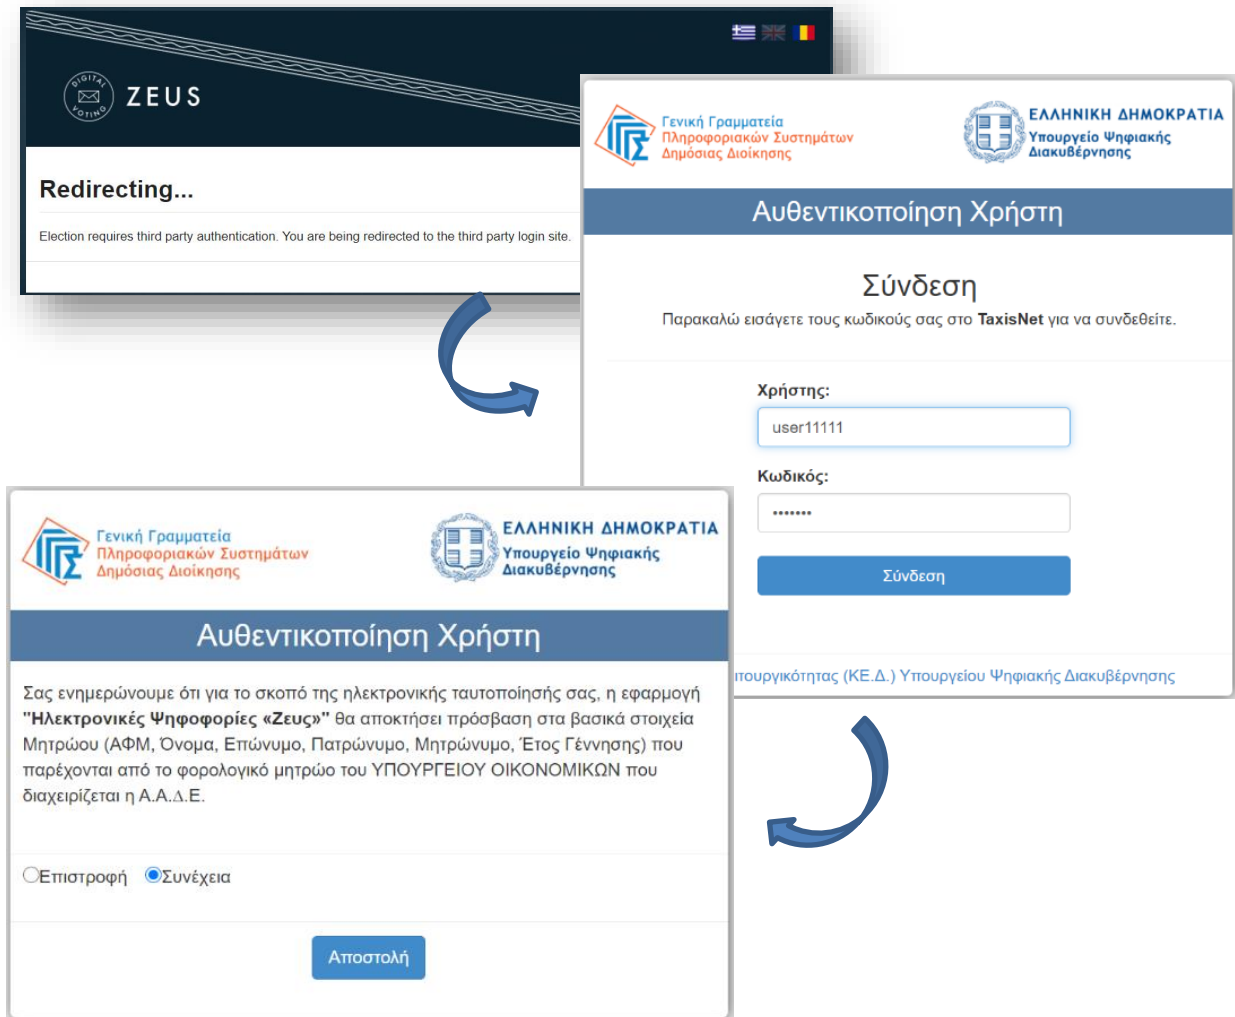 DIGITAL VOTING
ZEUS
Redirecting...
Election requires third party authentication. You are being redirected to the third party login site.
Γενική Γραμματεία
Πληροφοριακών Συστημάτων
Δημόσιας Διοίκησης
ΕΛΛΗΝΙΚΗ ΔΗΜΟΚΡΑΤΙΑ
Υπουργείο Ψηφιακής
Διακυβέρνησης
Αυθεντικοποίηση Χρήστη
Σύνδεση
Παρακαλώ εισάγετε τους κωδικούς σας στο TaxisNet για να συνδεθείτε.
Χρήστης:
user11111
Κωδικός:
•••••••
Σύνδεση
(ΚΕ.Δ.) Υπουργείου Ψηφιακής Διακυβέρνησης
Γενική Γραμματεία
Πληροφοριακών Συστημάτων
Δημόσιας Διοίκησης
ΕΛΛΗΝΙΚΗ ΔΗΜΟΚΡΑΤΙΑ
Υπουργείο Ψηφιακής
Διακυβέρνησης
Αυθεντικοποίηση Χρήστη
Σας ενημερώνουμε ότι για το σκοπό της ηλεκτρονικής ταυτοποίησής σας, η εφαρμογή
"Ηλεκτρονικές Ψηφοφορίες «Ζευς»" θα αποκτήσει πρόσβαση στα βασικά στοιχεία
Μητρώου (ΑΦΜ, Όνομα, Επώνυμο, Πατρώνυμο, Μητρώνυμο, Έτος Γέννησης) που
παρέχονται από το φορολογικό μητρώο του ΥΠΟΥΡΓΕΙΟΥ ΟΙΚΟΝΟΜΙΚΩΝ που
διαχειρίζεται η Α.Α.Δ.Ε.
Επιστροφή Συνέχεια
Αποστολή